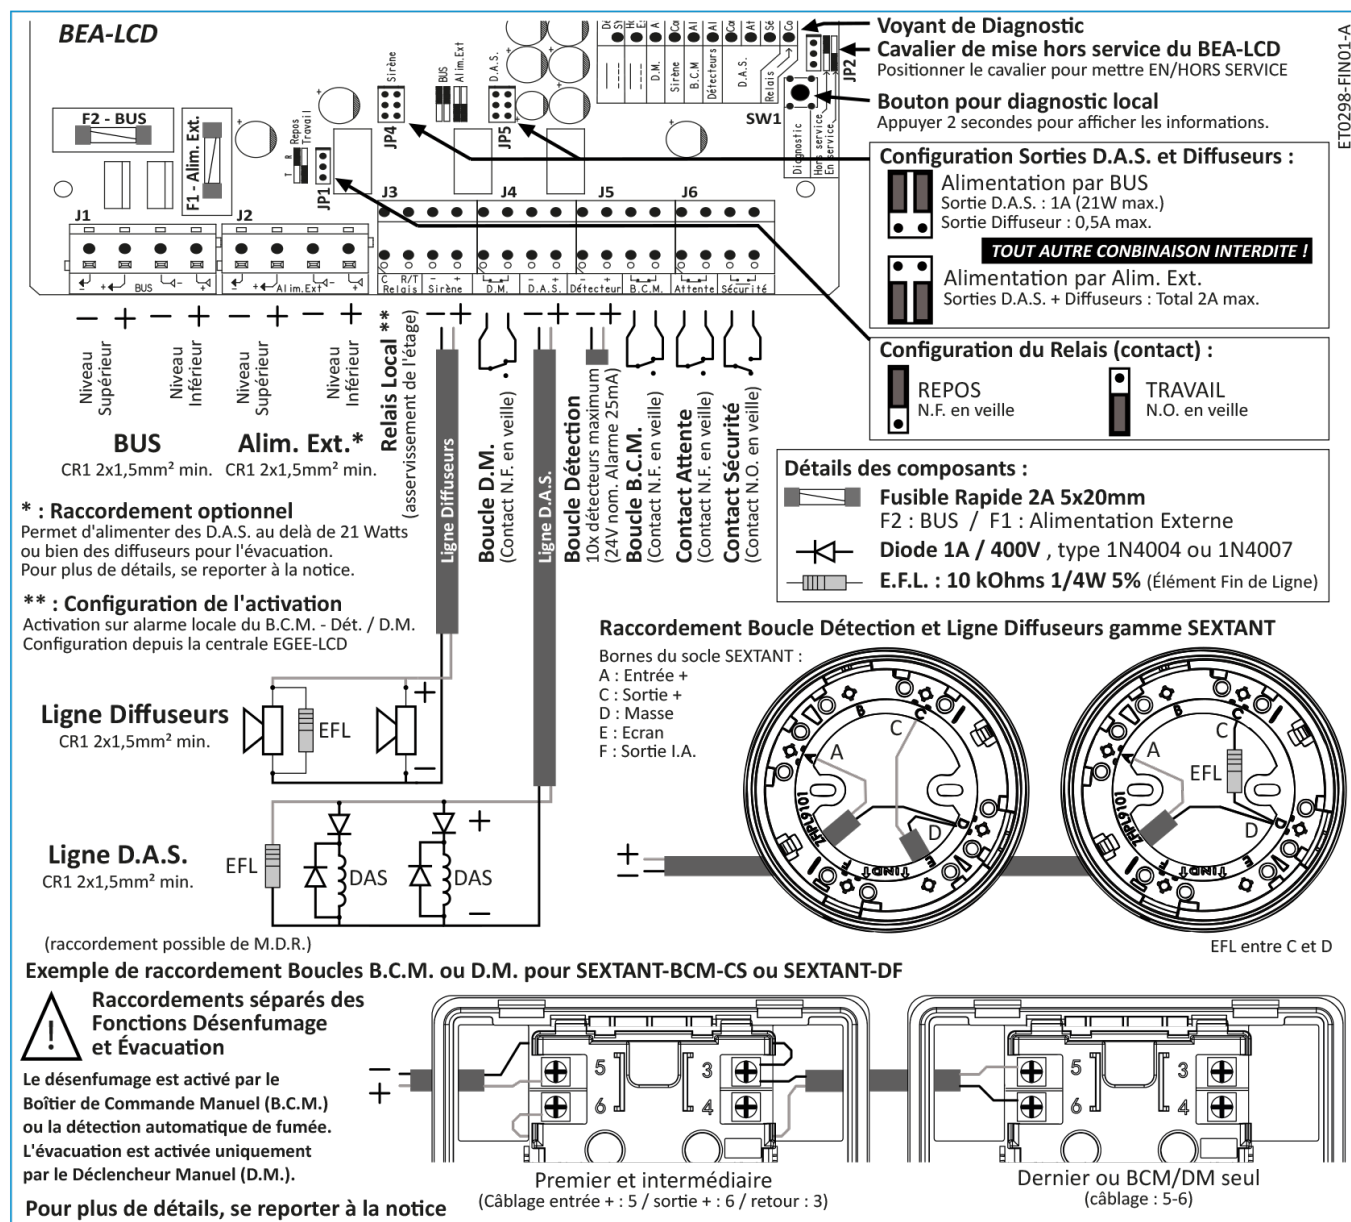 BEA-LCD
F2 - BUS
F1 - Alim. Ext.
T R
Repos
Travail
JP1
JP4
Sirène
BUS
Alim.Ext
JP5
D.A.S.
D.M.
Sirène
B.C.M
Détecteurs
D.A.S.
Relais
SW1
JP2
Diagnostic
Hors service
En service
J1
J2
J3
J4
J5
J6
BUS
Alim.Ext
C R/T
Relais
Sirène
D.M.
D.A.S.
Détecteur
B.C.M.
Attente
Sécurité
Voyant de Diagnostic
Cavalier de mise hors service du BEA-LCD
Positionner le cavalier pour mettre EN/HORS SERVICE
Bouton pour diagnostic local
Appuyer 2 secondes pour afficher les informations.
ET0298-FIN01-A
Configuration Sorties D.A.S. et Diffuseurs :
Alimentation par BUS
Sortie D.A.S. : 1A (21W max.)
Sortie Diffuseur : 0,5A max.
TOUT AUTRE CONBINAISON INTERDITE !
Alimentation par Alim. Ext.
Sorties D.A.S. + Diffuseurs : Total 2A max.
Configuration du Relais (contact) :
REPOS
N.F. en veille
TRAVAIL
N.O. en veille
− + − +
Niveau Supérieur
Niveau Inférieur
− + − +
Niveau Supérieur
Niveau Inférieur
BUS
CR1 2x1,5mm² min.
Alim. Ext.*
CR1 2x1,5mm² min.
Relais Local **
(asservissement de l'étage)
− +
Ligne Diffuseurs
Boucle D.M.
(Contact N.F. en veille)
− +
Ligne D.A.S.
− +
Boucle Détection
10x détecteurs maximum
(24V nom. Alarme 25mA)
Boucle B.C.M.
(Contact N.F. en veille)
Contact Attente
(Contact N.F. en veille)
Contact Sécurité
(Contact N.O. en veille)
Détails des composants :
Fusible Rapide 2A 5x20mm
F2 : BUS / F1 : Alimentation Externe
Diode 1A / 400V , type 1N4004 ou 1N4007
E.F.L. : 10 kOhms 1/4W 5% (Élément Fin de Ligne)
* : Raccordement optionnel
Permet d'alimenter des D.A.S. au delà de 21 Watts
ou bien des diffuseurs pour l'évacuation.
Pour plus de détails, se reporter à la notice.
** : Configuration de l'activation
Activation sur alarme locale du B.C.M. - Dét. / D.M.
Configuration depuis la centrale EGEE-LCD
Ligne Diffuseurs
CR1 2x1,5mm² min.
EFL
+
−
Ligne D.A.S.
CR1 2x1,5mm² min.
EFL
DAS
DAS
+
−
(raccordement possible de M.D.R.)
Raccordement Boucle Détection et Ligne Diffuseurs gamme SEXTANT
Bornes du socle SEXTANT :
A : Entrée +
C : Sortie +
D : Masse
E : Ecran
F : Sortie I.A.
+
−
A
B
C
D
E
F
A
C
D
A
B
C
D
E
F
A
C
EFL
D
EFL entre C et D
Exemple de raccordement Boucles B.C.M. ou D.M. pour SEXTANT-BCM-CS ou SEXTANT-DF
!
Raccordements séparés des
Fonctions Désenfumage
et Évacuation
Le désenfumage est activé par le
Boîtier de Commande Manuel (B.C.M.)
ou la détection automatique de fumée.
L'évacuation est activée uniquement
par le Déclencheur Manuel (D.M.).
Pour plus de détails, se reporter à la notice
−
+
5 3
6 4
Premier et intermédiaire
(Câblage entrée + : 5 / sortie + : 6 / retour : 3)
5 3
6 4
Dernier ou BCM/DM seul
(câblage : 5-6)